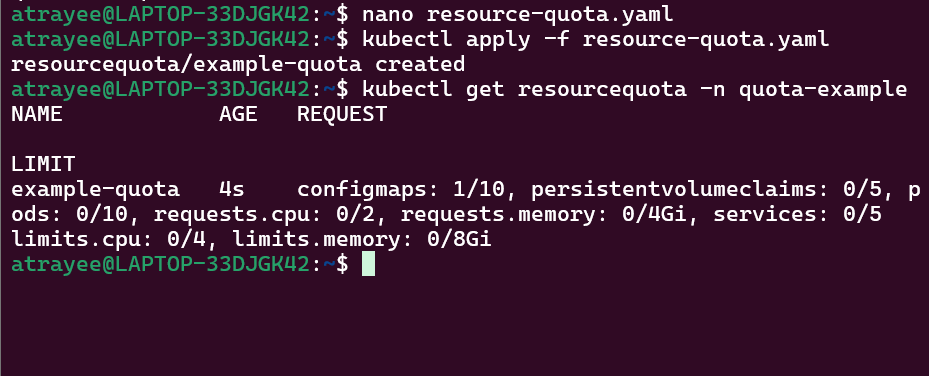 atrayee@LAPTOP-33DJGK42:~$ nano resource-quota.yaml
atrayee@LAPTOP-33DJGK42:~$ kubectl apply -f resource-quota.yaml
resourcequota/example-quota created
atrayee@LAPTOP-33DJGK42:~$ kubectl get resourcequota -n quota-example
NAME            AGE   REQUEST
LIMIT
example-quota   4s    configmaps: 1/10, persistentvolumeclaims: 0/5, p
ods: 0/10, requests.cpu: 0/2, requests.memory: 0/4Gi, services: 0/5
limits.cpu: 0/4, limits.memory: 0/8Gi
atrayee@LAPTOP-33DJGK42:~$